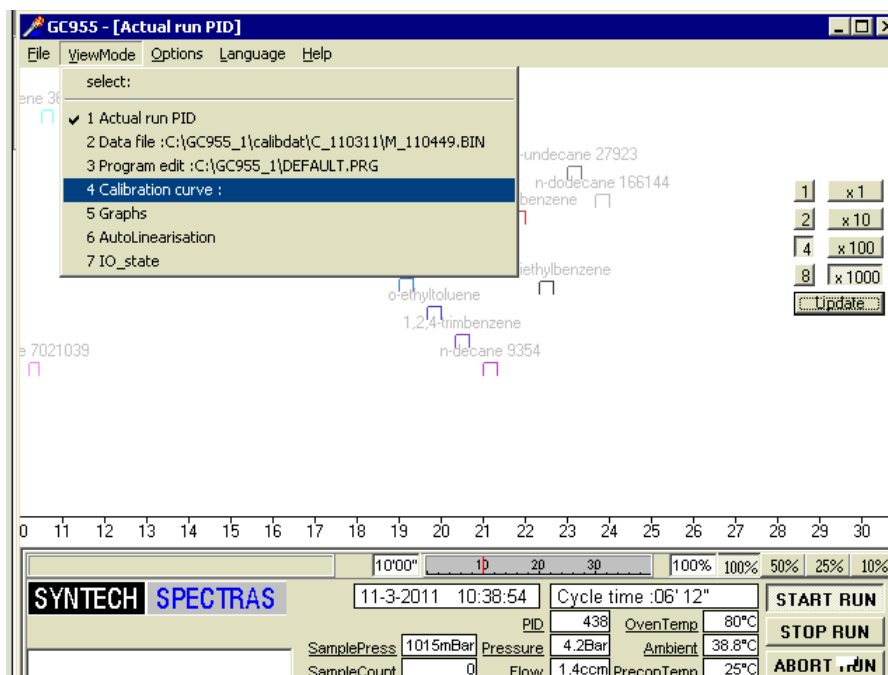 GC955 - [Actual run PID]
File ViewMode Options Language Help
select:
1 Actual run PID
2 Data file :C:\GC955_1\calibdat\C_110311\M_110449.BIN
3 Program edit :C:\GC955_1\DEFAULT.PRG
4 Calibration curve :
5 Graphs
6 AutoLinearisation
7 IO_state
ene 36
-undecane 27923
n-dodecane 166144
benzene
1 x 1
2 x 10
4 x 100
8 x 1000
Update
iethylbenzene
o-ethyltoluene
1,2,4-trimbenzene
n-decane 9354
e 7021039
0 11 12 13 14 15 16 17 18 19 20 21 22 23 24 25 26 27 28 29 30
10'00" 10 20 30 100% 100% 50% 25% 10%
SYNTECH SPECTRAS 11-3-2011 10:38:54 Cycle time :06' 12" START RUN
PID 438 OvenTemp 80°C STOP RUN
SamplePress 1015mBar Pressure 4.2Bar Ambient 38.8°C
SampleCount 0 Flow 1.4ccm PreconTemp 25°C ABORT